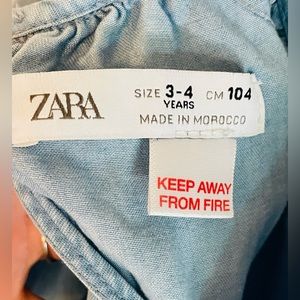 ZARA
SIZE 3-4 CM 104
YEARS
MADE IN MOROCCO
KEEP AWAY
FROM FIRE